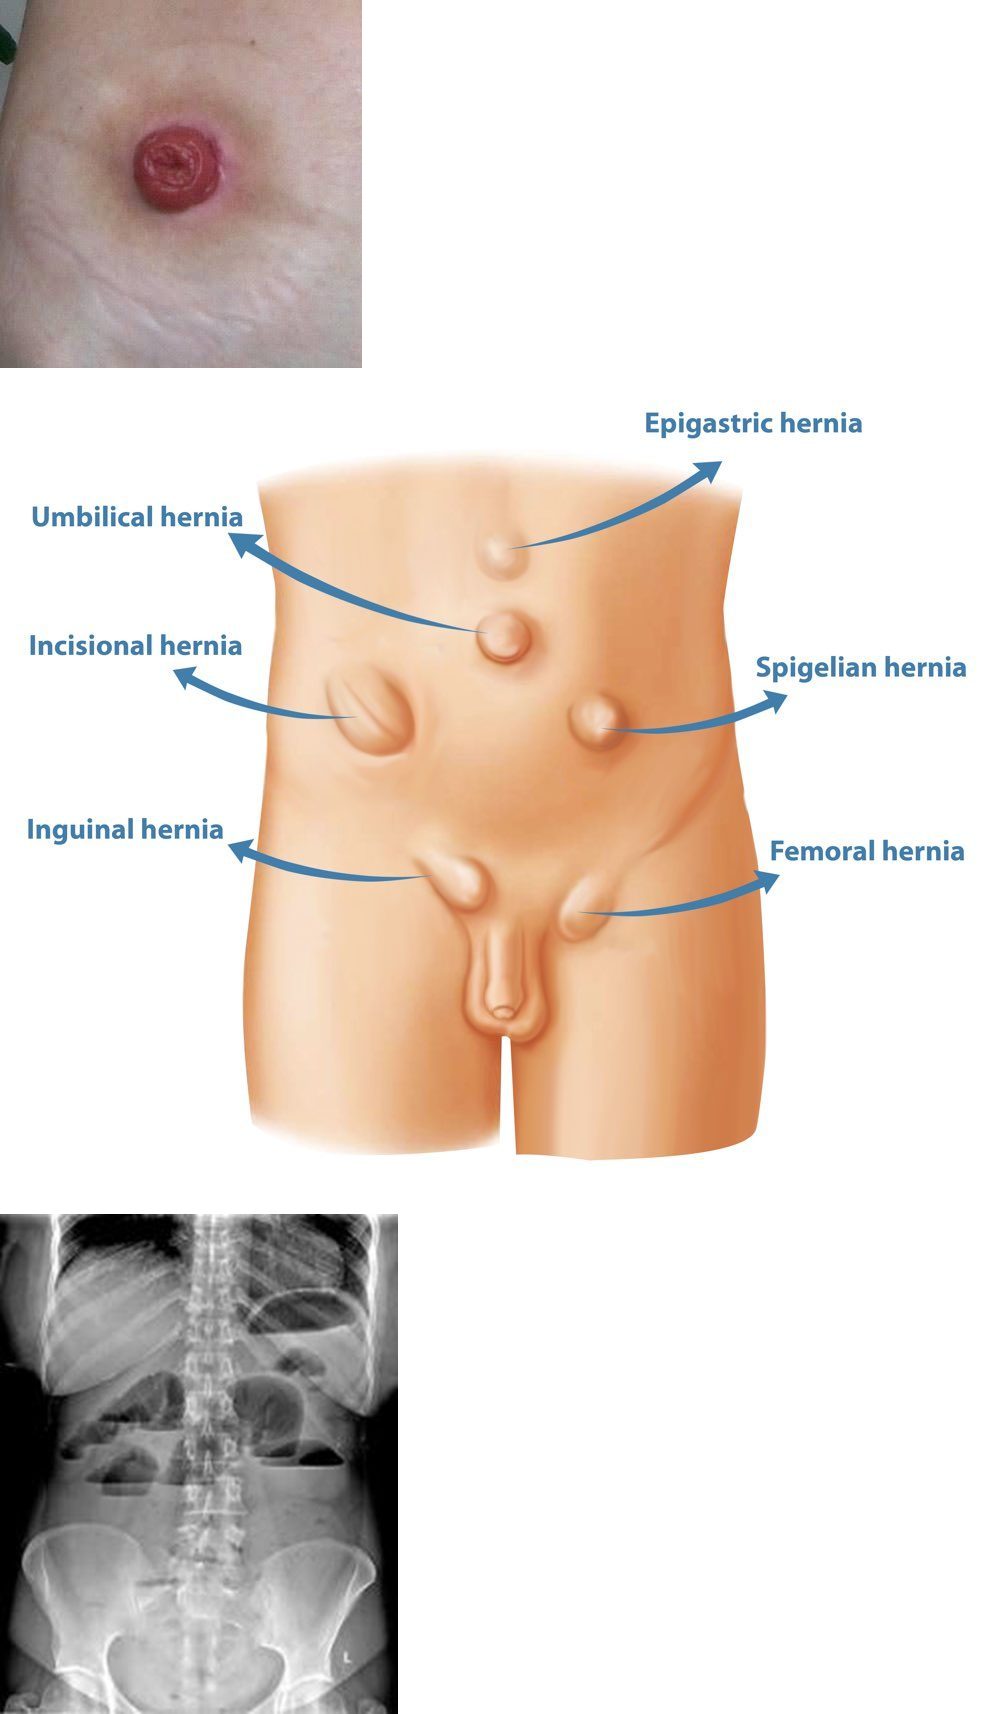 Epigastric hernia
Umbilical hernia
Incisional hernia
Spigelian hernia
Inguinal hernia
Femoral hernia
L